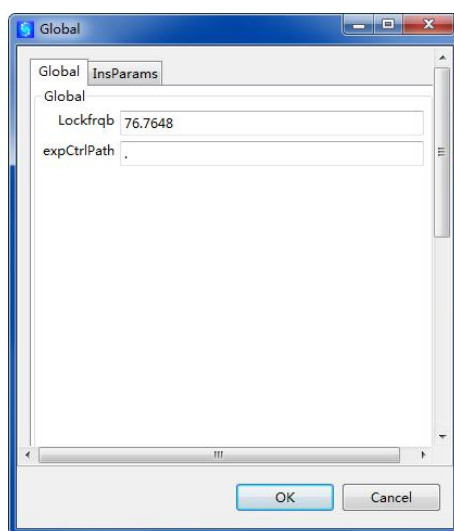 Global
Global InsParams
Global
Lockfrqb 76.7648
expCtrlPath .
OK Cancel